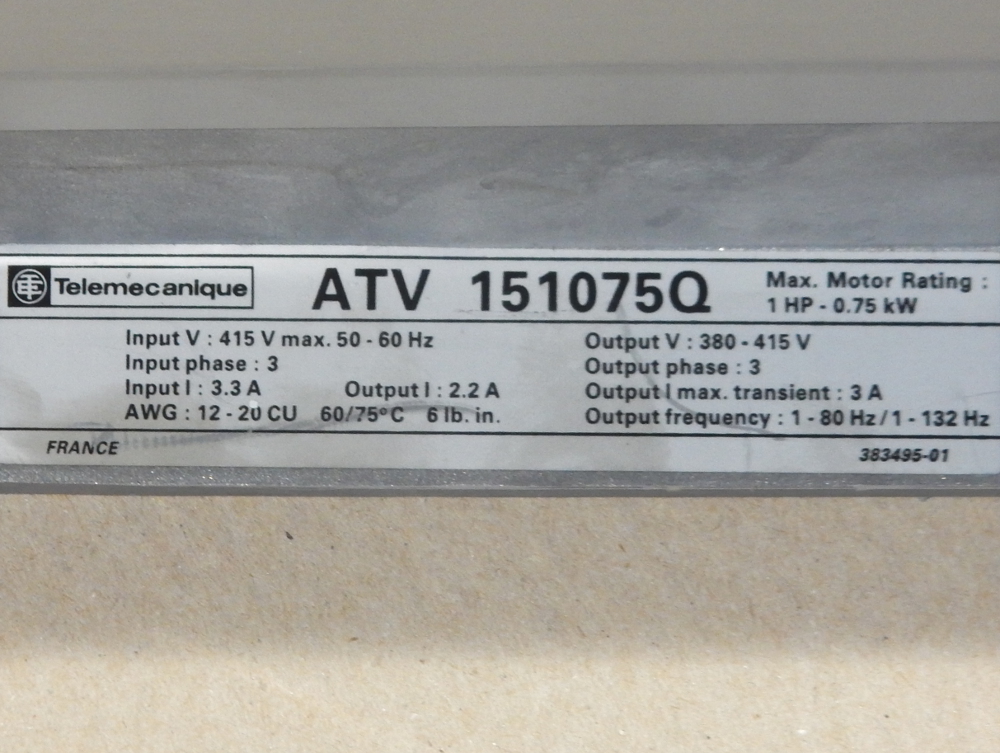 Telemecanique ATV 151075Q Max. Motor Rating :
1 HP - 0.75 kW
Input V : 415 V max. 50 - 60 Hz Output V : 380 - 415 V
Input phase : 3 Output phase : 3
Input I : 3.3 A Output I : 2.2 A Output I max. transient : 3 A
AWG : 12 - 20 CU 60/75°C 6 lb. in. Output frequency : 1 - 80 Hz / 1 - 132 Hz
FRANCE 383495-01